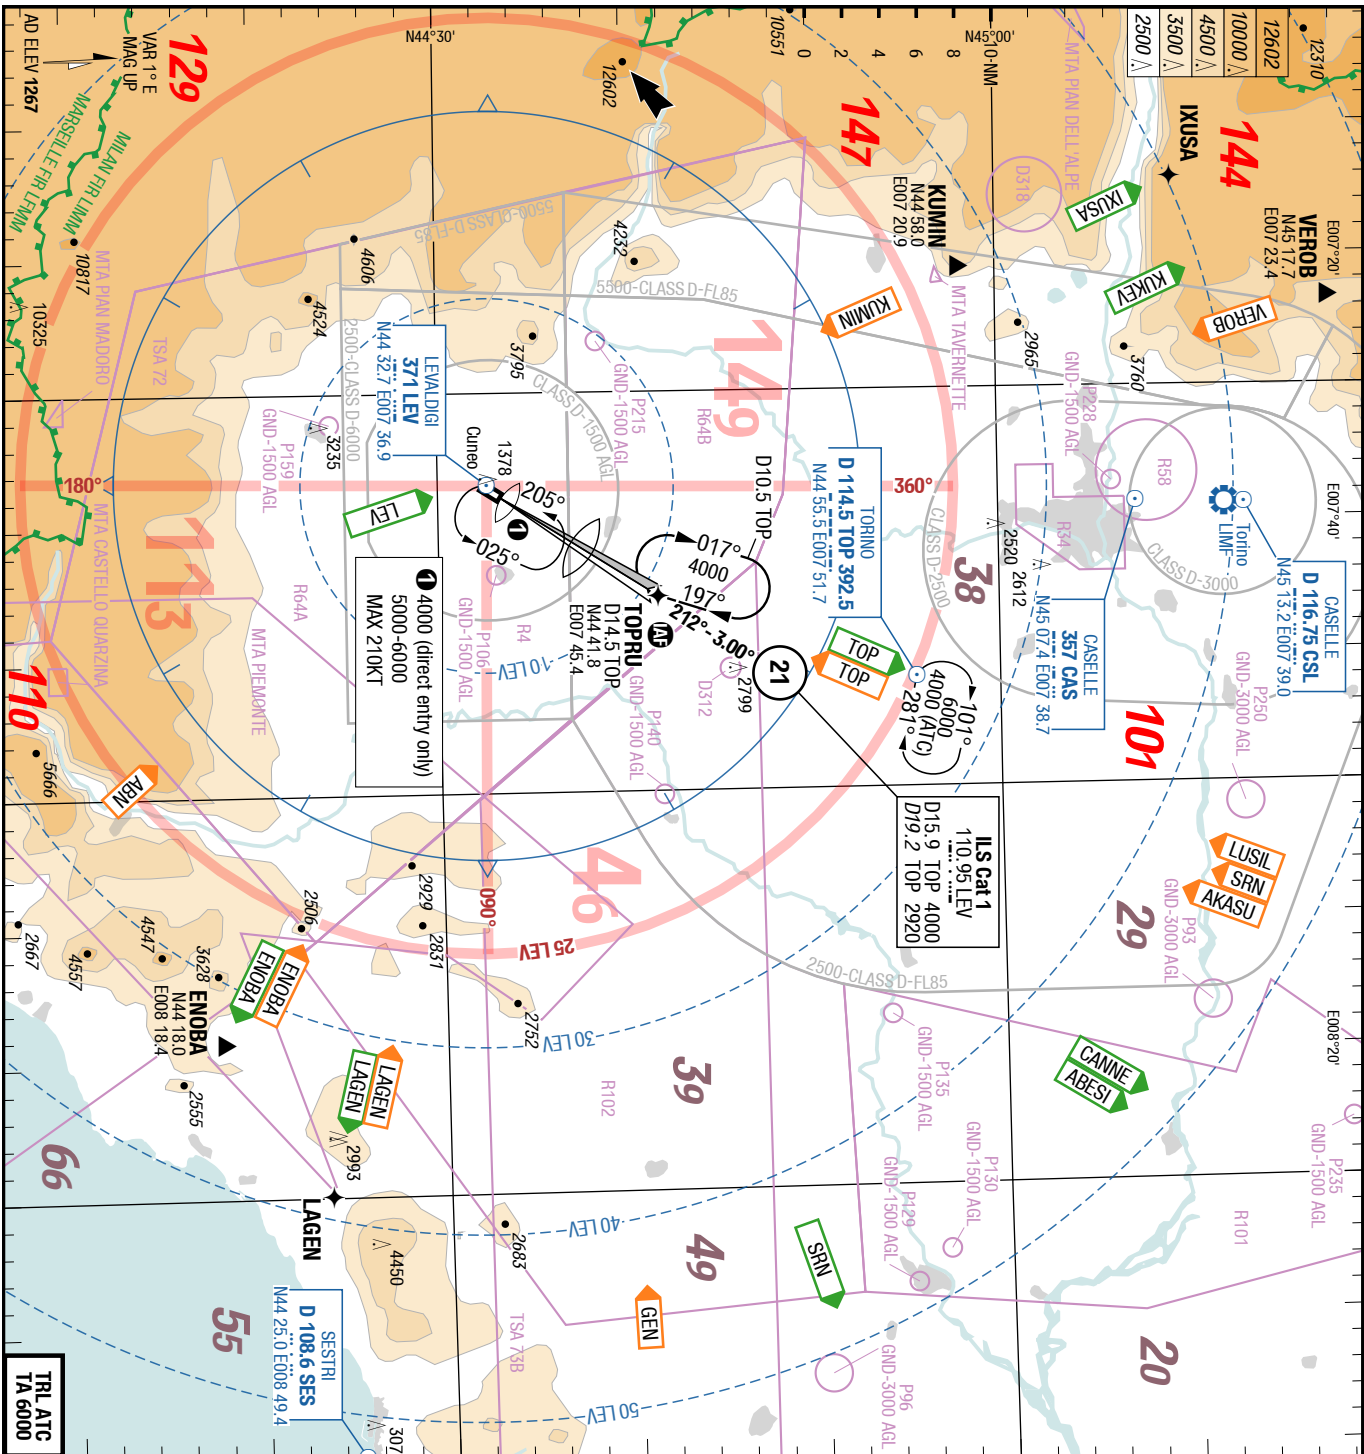 12602
10000
4500
3500
2500
12310
VEROB
N45 17.7
E007 23.4
E007°20'
144
IXUSA
IXUSA
KUKEV
VEROB
MTA PIAN DELL'ALPE
D318
N45°00'
10 NM
8
6
4
2
0
10551
147
KUMIN
N44 58.0
E007 20.9
KUMIN
MTA TAVERNETTE
2965
3760
P228
GND-1500 AGL
R58
R34
Torino
LIMF
CLASS D-3000
E007°40'
CASELLE
D 116.75 CSL
N45 13.2 E007 39.0
CASELLE
357 CAS
N45 07.4 E007 38.7
2520
2612
CLASS D-2500
38
101
P250
GND-3000 AGL
N44°30'
12602
129
VAR 1° E
MAG UP
AD ELEV 1267
MILAN FIR LIMM
MARSEILLE FIR LFMM
10817
10325
MTA PIAN MADORO
TSA 72
4606
4524
5500-CLASS D-FL85
5500-CLASS D-FL85
4232
3795
2500-CLASS D-6000
CLASS D-1500 AGL
P215
GND-1500 AGL
R64B
149
LEVALDIGI
371 LEV
N44 32.7 E007 36.9
3235
P159
GND-1500 AGL
180°
360°
090°
Cuneo
1378
205°
025°
1
LEV
MTA CASTELLO QUARZINA
113
R64A
MTA PIEMONTE
110
1 4000 (direct entry only)
5000-6000
MAX 210KT
P106
GND-1500 AGL
R4
10 LEV
D10.5 TOP
017°
4000
197°
TORINO
D 114.5 TOP 392.5
N44 55.5 E007 51.7
TOP
TOP
101°
6000
4000 (ATC)
281°
IAF
TOPRU
D14.5 TOP
N44 41.8
E007 45.4
212°-3.00°
21
2799
D312
P140
GND-1500 AGL
ILS Cat 1
110.95 LEV
D15.9 TOP 4000
D19.2 TOP 2920
LUSIL
SRN
AKASU
29
P93
GND-3000 AGL
2500-CLASS D-FL85
46
25 LEV
5666
ABN
2929
2831
2506
4547
4557
2667
3628
ENOBA
ENOBA
ENOBA
N44 18.0
E008 18.4
2752
30 LEV
LAGEN
LAGEN
2555
2993
LAGEN
66
R102
39
P135
GND-1500 AGL
CANNE
ABESI
E008°20'
P235
GND-1500 AGL
P130
GND-1500 AGL
P129
GND-1500 AGL
R101
40 LEV
2683
4450
49
SRN
GEN
TSA 73B
20
55
SESTRI
D 108.6 SES
N44 25.0 E008 49.4
50 LEV
307
P96
GND-3000 AGL
TRL ATC
TA 6000